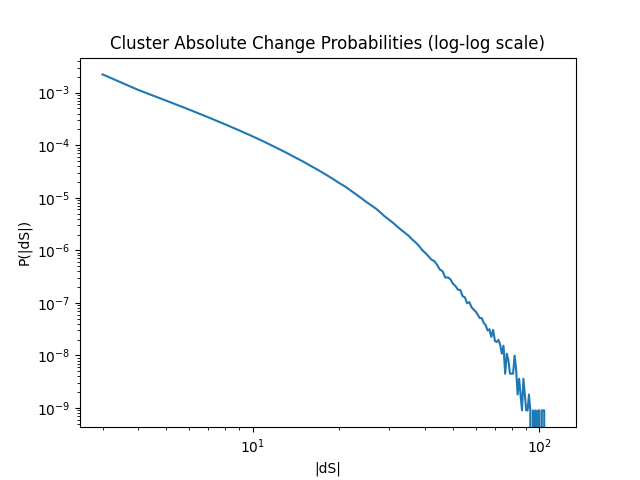 Cluster Absolute Change Probabilities (log-log scale)
P(|dS|)
10⁻³
10⁻⁴
10⁻⁵
10⁻⁶
10⁻⁷
10⁻⁸
10⁻⁹
10¹ 10²
|dS|